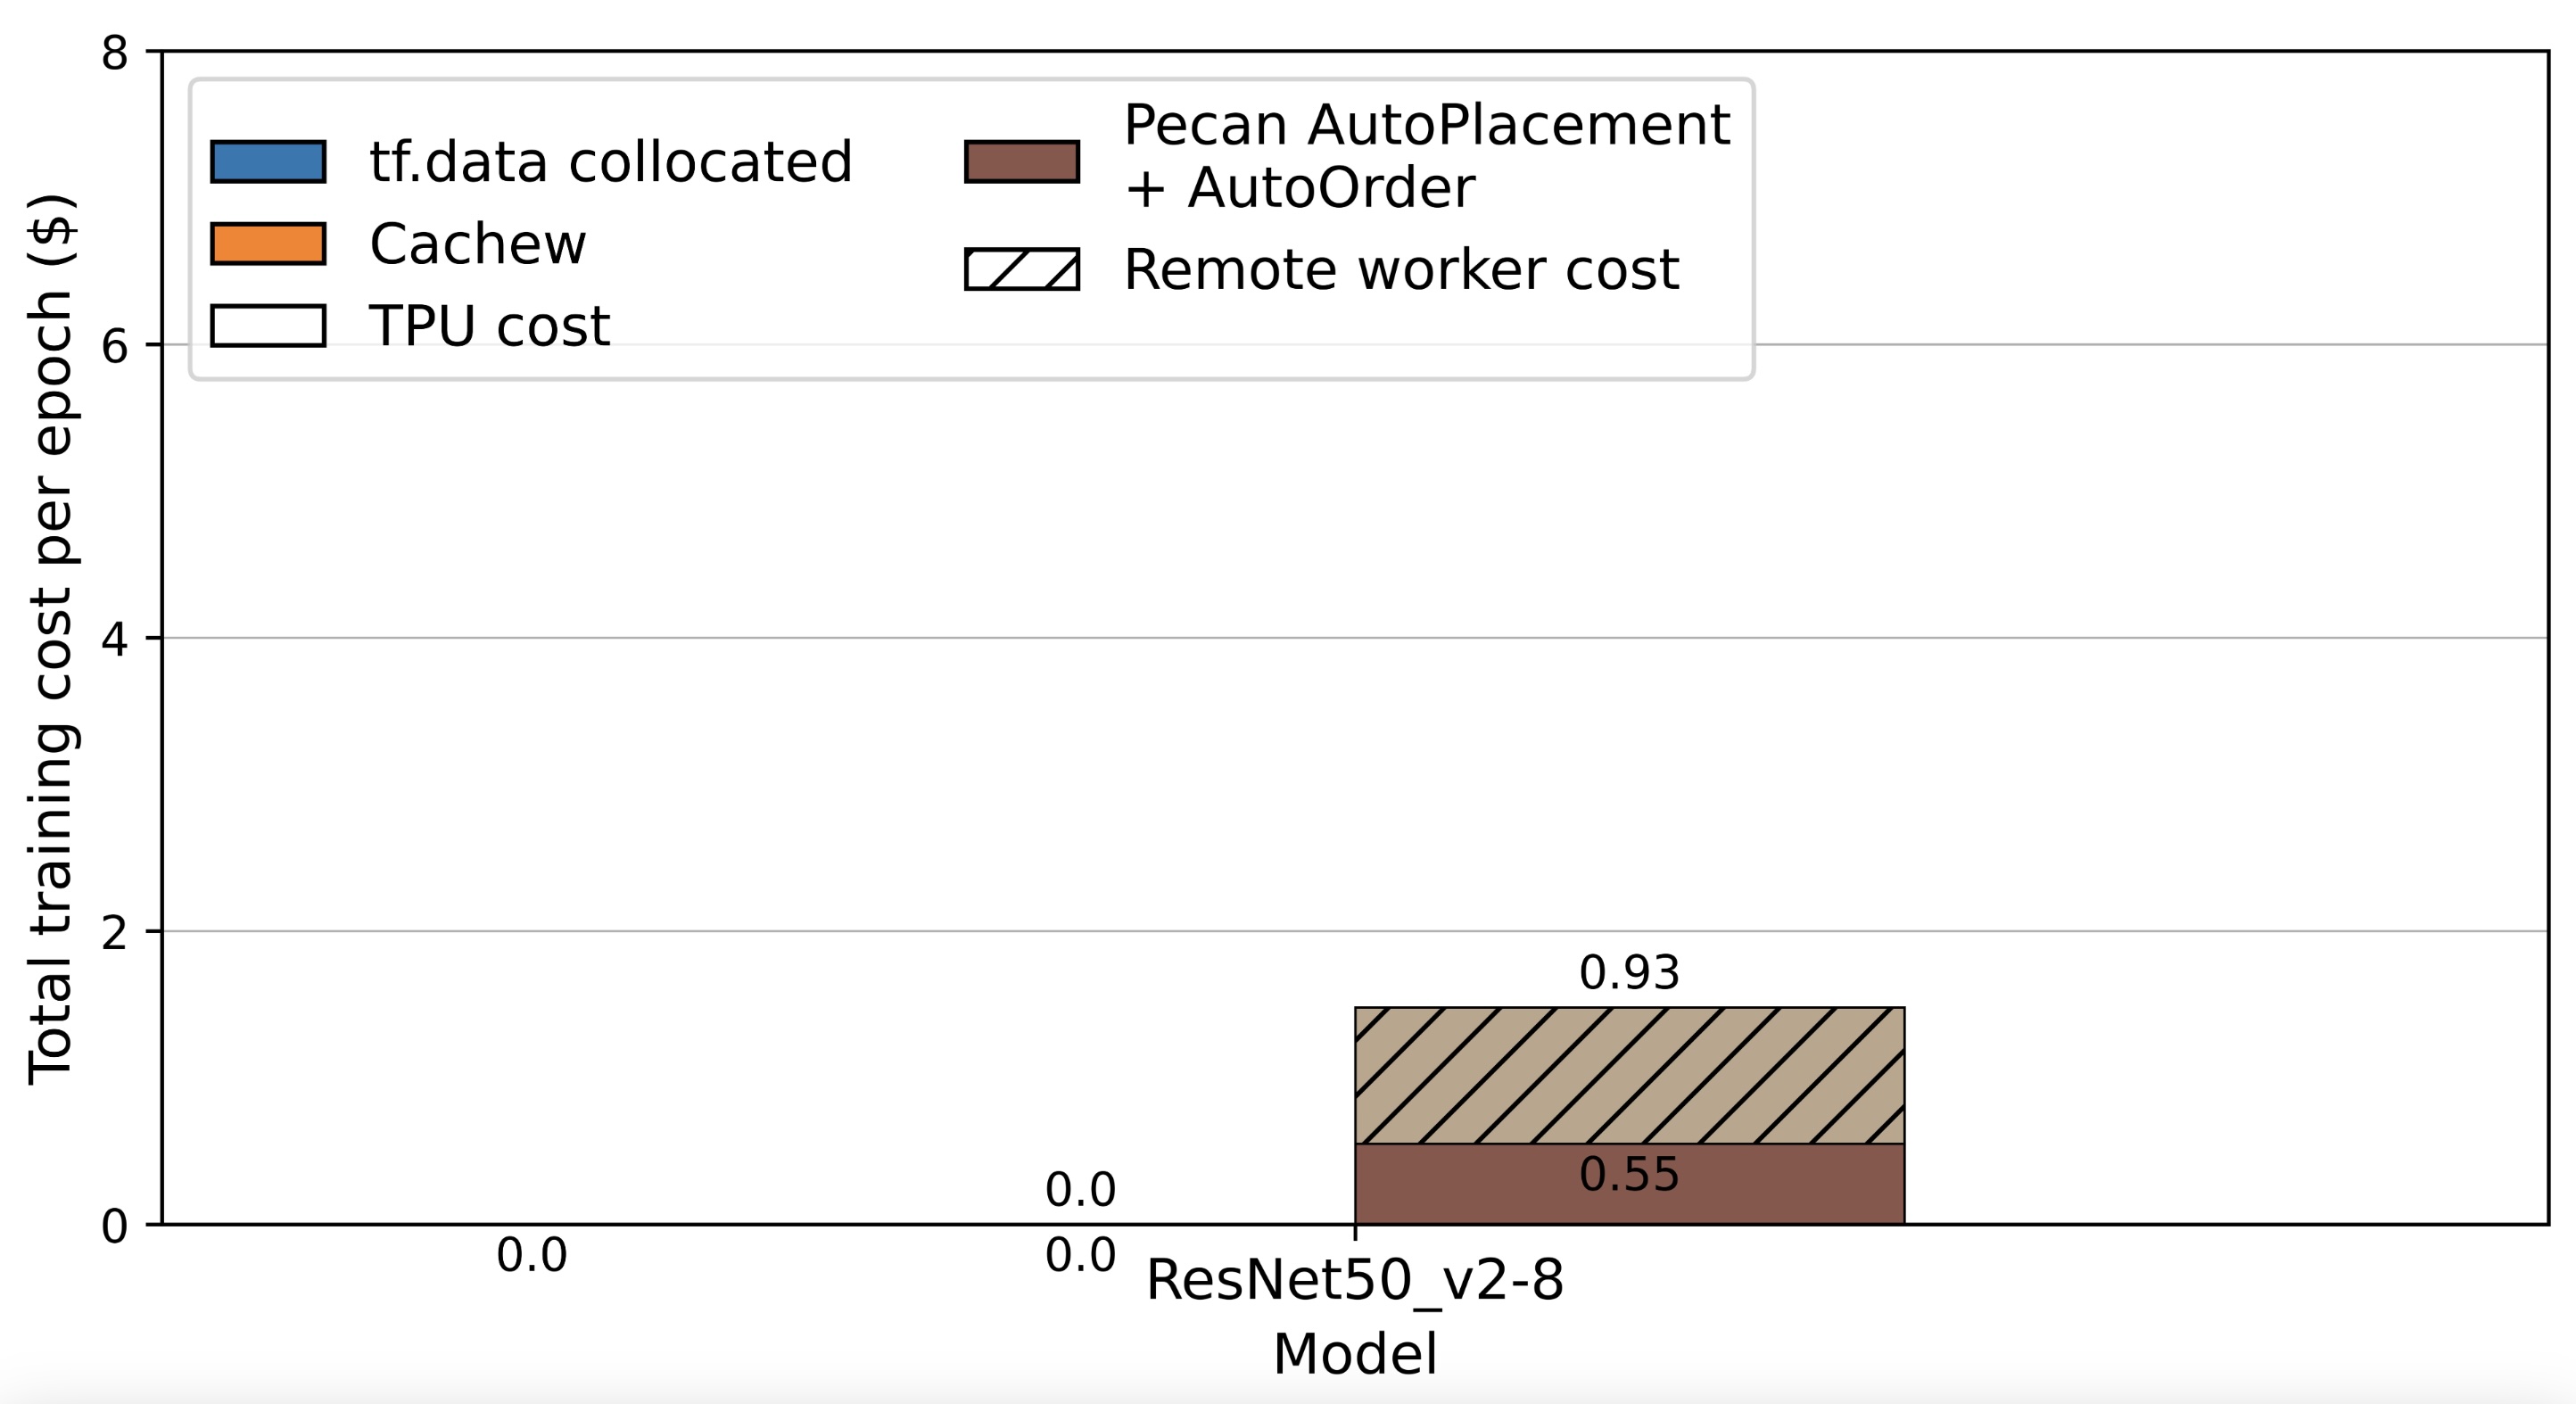 Total training cost per epoch ($)
8
6
4
2
0
tf.data collocated
Cachew
TPU cost
Pecan AutoPlacement
+ AutoOrder
Remote worker cost
0.93
0.55
0.0
0.0
0.0
ResNet50_v2-8
Model